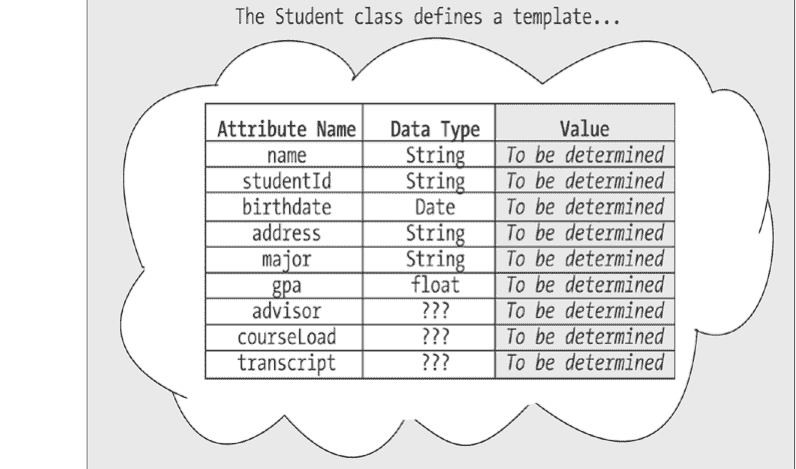 The Student class defines a template...
Attribute Name Data Type Value
name String To be determined
studentId String To be determined
birthdate Date To be determined
address String To be determined
major String To be determined
gpa float To be determined
advisor ??? To be determined
courseLoad ??? To be determined
transcript ??? To be determined